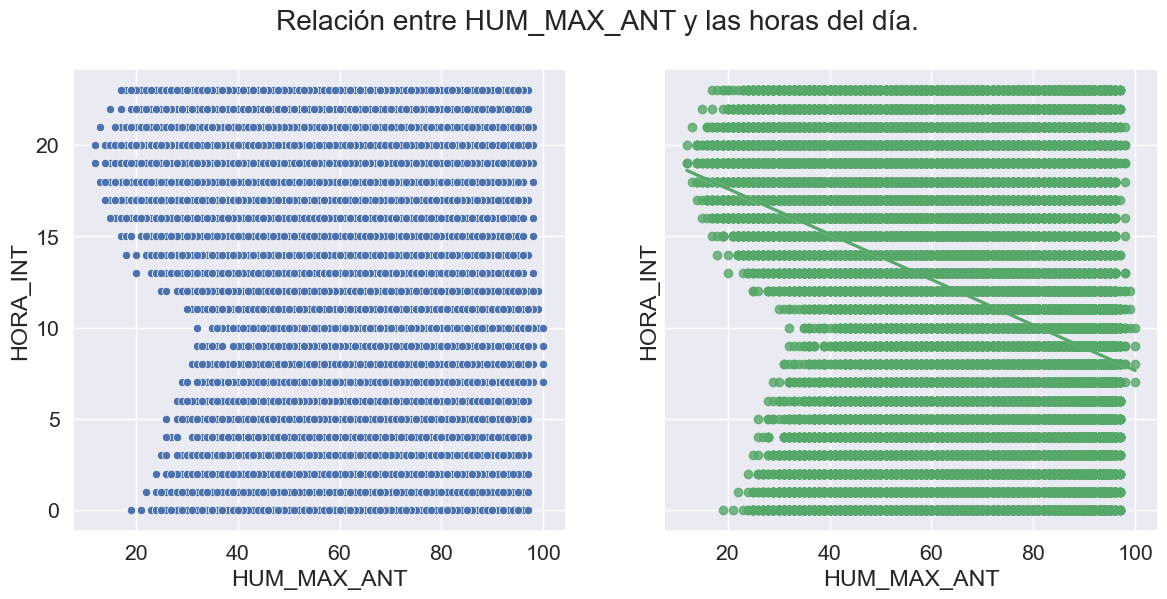 Relación entre HUM_MAX_ANT y las horas del día.
HORA_INT
20
15
10
5
0
20 40 60 80 100
HUM_MAX_ANT
HORA_INT
20 40 60 80 100
HUM_MAX_ANT